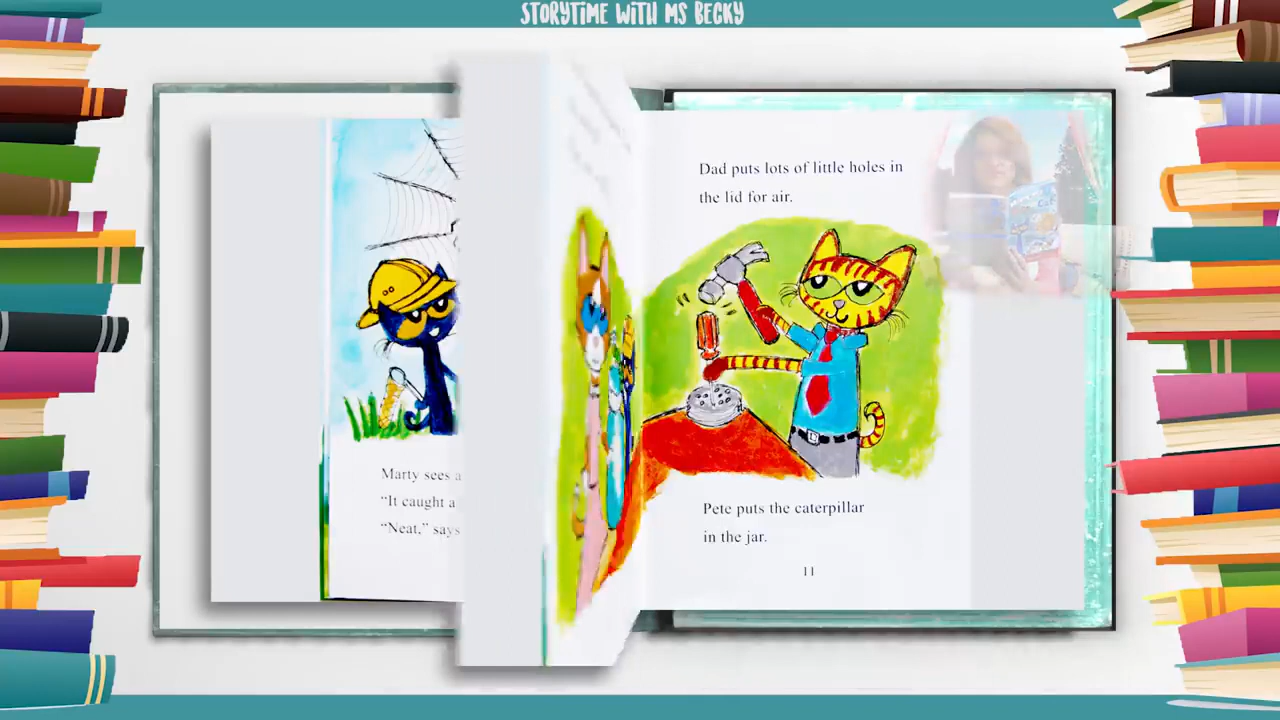 STORYTIME WITH MS BECKY
Marty sees a
“It caught a
“Neat,” says
Dad puts lots of little holes in
the lid for air.
Pete puts the caterpillar
in the jar.
11